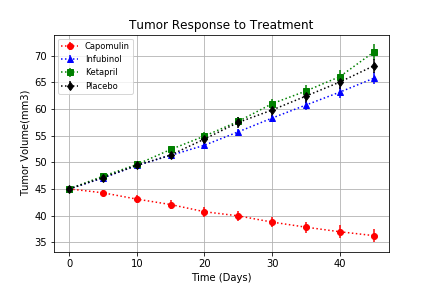 Tumor Response to Treatment
Capomulin
Infubinol
Ketapril
Placebo
70
65
60
55
50
45
40
35
Tumor Volume(mm3)
0 10 20 30 40
Time (Days)